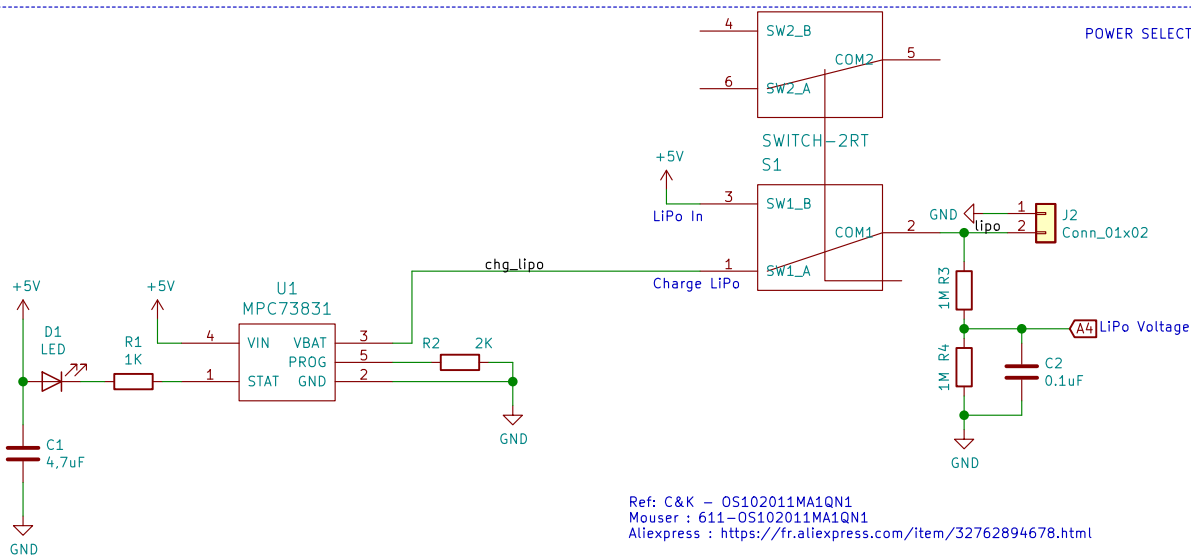 POWER SELECT
4
SW2_B
COM2
5
6
SW2_A
SWITCH-2RT
S1
+5V
3
SW1_B
LiPo In
COM1
2
GND
lipo
1
2
J2
Conn_01x02
chg_lipo
1
SW1_A
Charge LiPo
1M R3
+5V
+5V
U1
MPC73831
A4
LiPo Voltage
D1
LED
R1
1K
4
VIN
VBAT
3
PROG
5
R2
2K
1
STAT
GND
2
1M R4
C2
0.1uF
GND
GND
C1
4,7uF
GND
Ref: C&K - OS102011MA1QN1
Mouser : 611-OS102011MA1QN1
Aliexpress : https://fr.aliexpress.com/item/32762894678.html